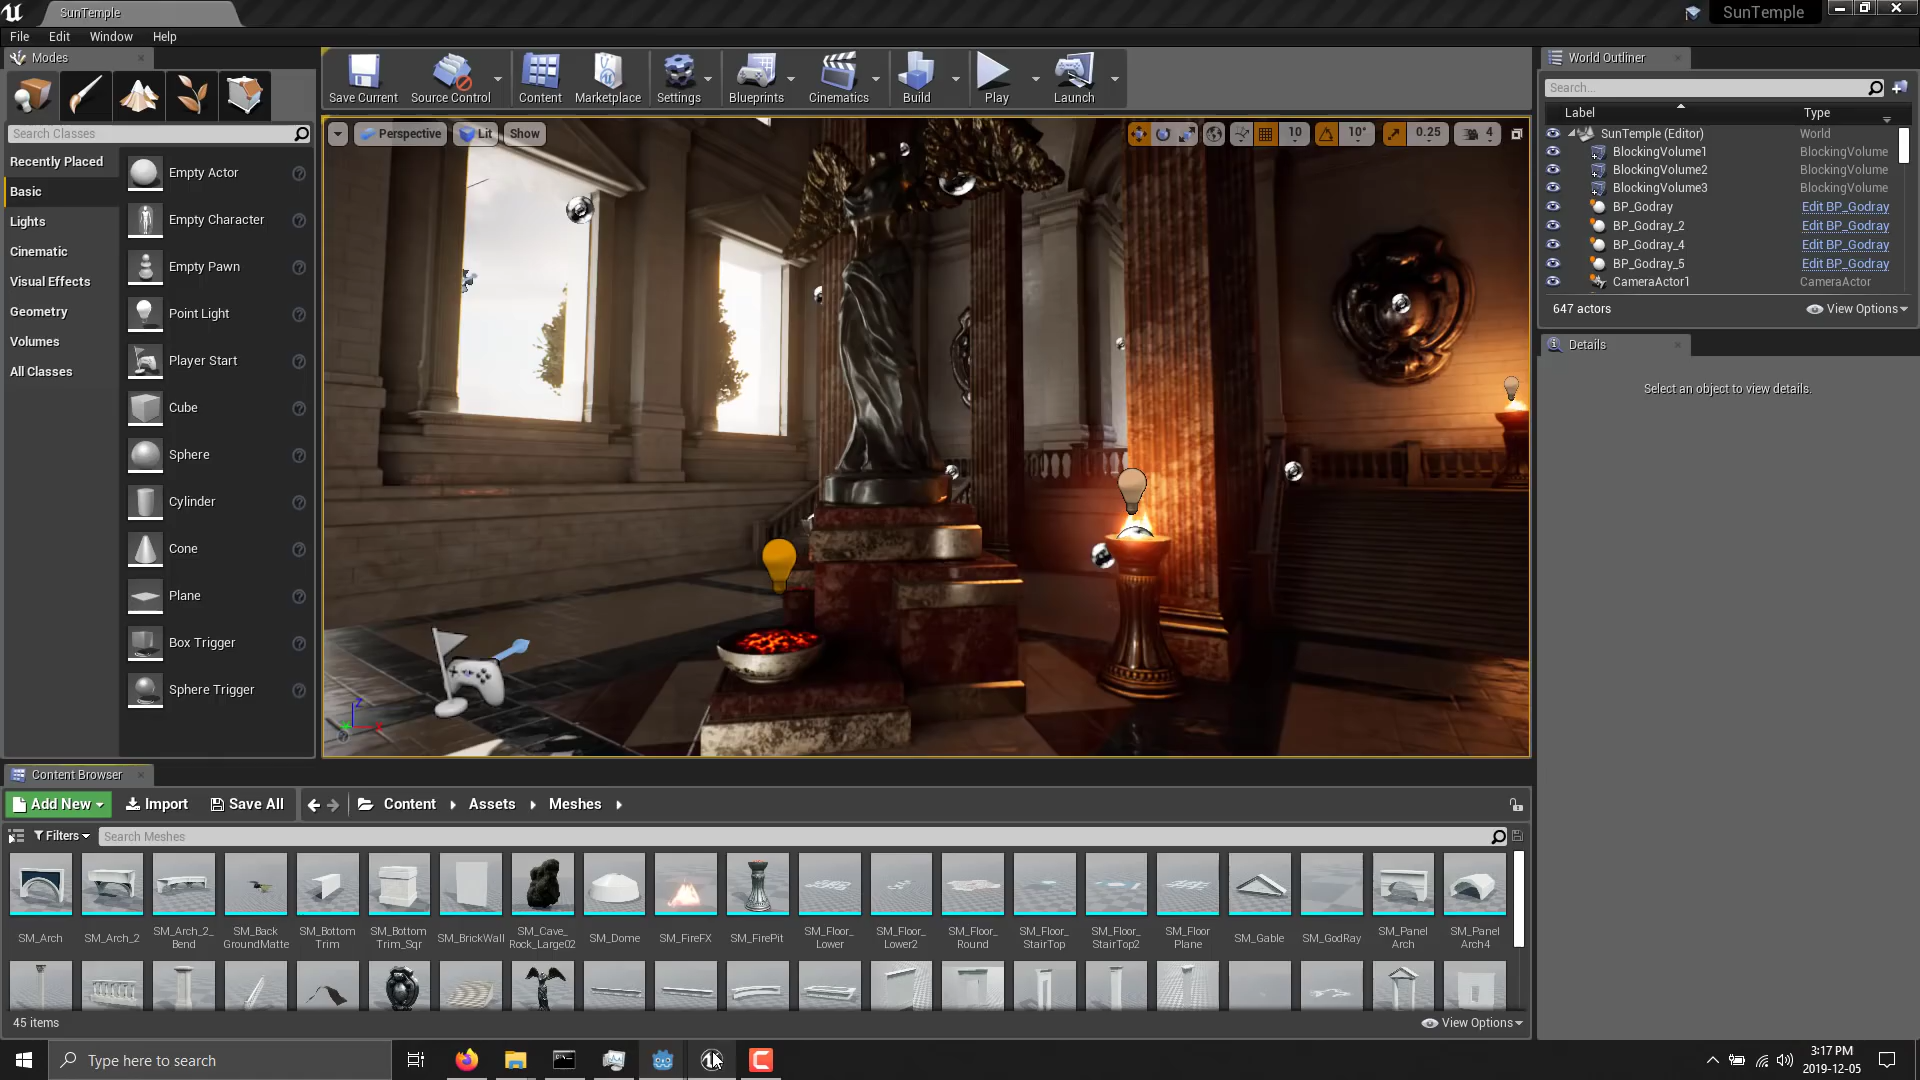 SunTemple
SunTemple
File Edit Window Help
Modes
Save Current Source Control Content Marketplace Settings Blueprints Cinematics Build Play Launch
World Outliner
Search...
Label Type
Search Classes
Perspective Lit Show
10 10° 0.25 4
Recently Placed
Basic
Lights
Cinematic
Visual Effects
Geometry
Volumes
All Classes
Empty Actor
Empty Character
Empty Pawn
Point Light
Player Start
Cube
Sphere
Cylinder
Cone
Plane
Box Trigger
Sphere Trigger
Z
SunTemple (Editor) World
BlockingVolume1 BlockingVolume
BlockingVolume2 BlockingVolume
BlockingVolume3 BlockingVolume
BP_Godray Edit BP_Godray
BP_Godray_2 Edit BP_Godray
BP_Godray_4 Edit BP_Godray
BP_Godray_5 Edit BP_Godray
CameraActor1 CameraActor
647 actors View Options
Details
Select an object to view details.
Content Browser
Add New Import Save All Content Assets Meshes
Filters Search Meshes
SM_Arch
SM_Arch_2
SM_Arch_2_
Bend
SM_Back
GroundMatte
SM_Bottom
Trim
SM_Bottom
Trim_Sqr
SM_BrickWall
SM_Cave_
Rock_Large02
SM_Dome
SM_FireFX
SM_FirePit
SM_Floor_
Lower
SM_Floor_
Lower2
SM_Floor_
Round
SM_Floor_
StairTop
SM_Floor_
StairTop2
SM_Floor
Plane
SM_Gable
SM_GodRay
SM_Panel
Arch
SM_Panel
Arch4
45 items View Options
Type here to search
3:17 PM
2019-12-05